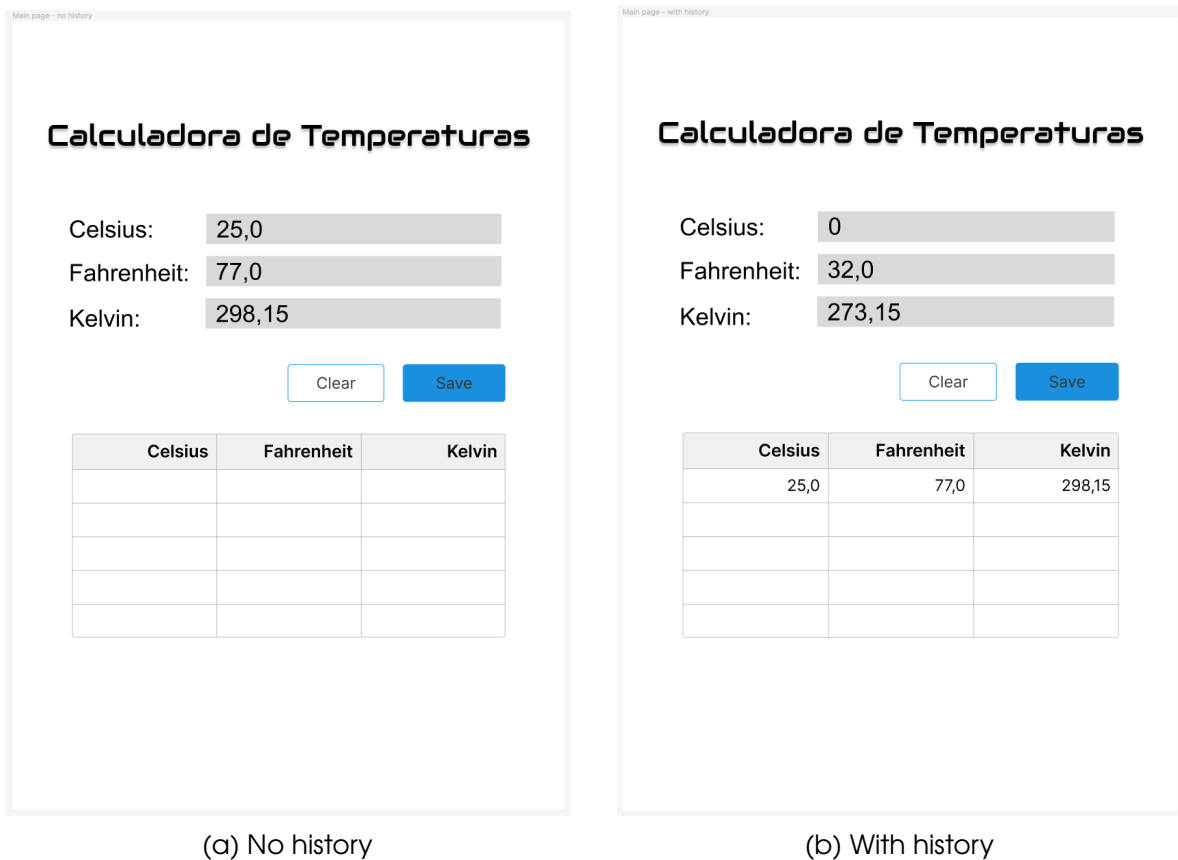 Main page - no history
Calculadora de Temperaturas
Celsius: 25,0
Fahrenheit: 77,0
Kelvin: 298,15
Clear Save
Celsius Fahrenheit Kelvin
(a) No history
Main page - with history
Calculadora de Temperaturas
Celsius: 0
Fahrenheit: 32,0
Kelvin: 273,15
Clear Save
Celsius Fahrenheit Kelvin
25,0 77,0 298,15
(b) With history